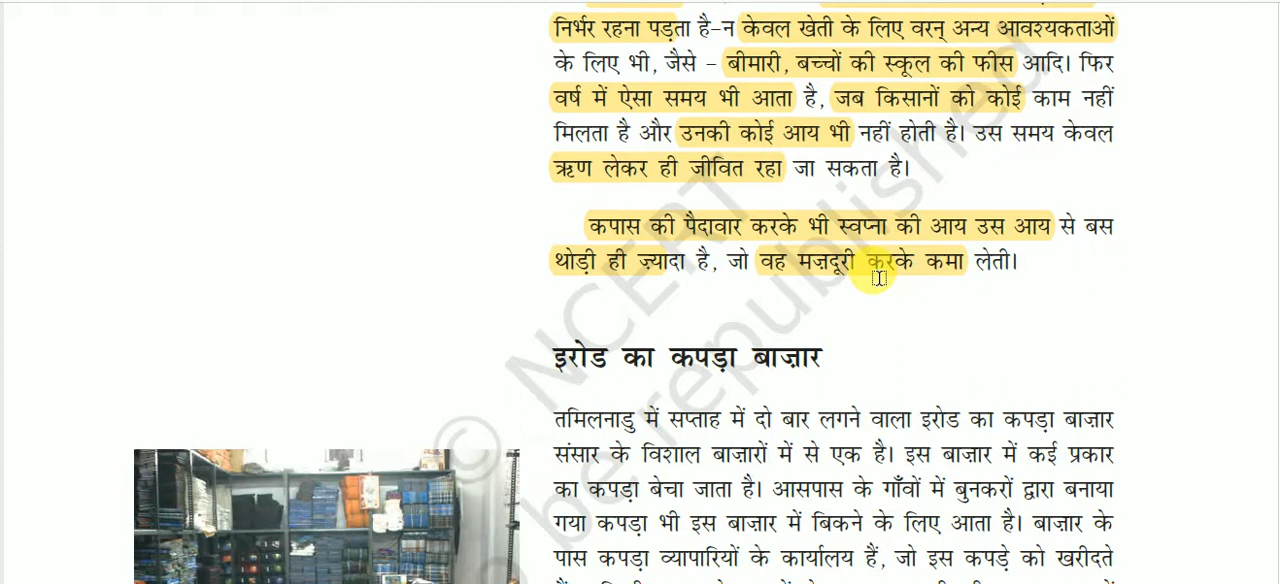 निर्भर रहना पड़ता है–न केवल खेती के लिए वरन् अन्य आवश्यकताओं
के लिए भी, जैसे – बीमारी, बच्चों की स्कूल की फीस आदि। फिर
वर्ष में ऐसा समय भी आता है, जब किसानों को कोई काम नहीं
मिलता है और उनकी कोई आय भी नहीं होती है। उस समय केवल
ऋण लेकर ही जीवित रहा जा सकता है।
कपास की पैदावार करके भी स्वप्ना की आय उस आय से बस
थोड़ी ही ज़्यादा है, जो वह मज़दूरी करके कमा लेती।
इरोड का कपड़ा बाज़ार
तमिलनाडु में सप्ताह में दो बार लगने वाला इरोड का कपड़ा बाज़ार
संसार के विशाल बाज़ारों में से एक है। इस बाज़ार में कई प्रकार
का कपड़ा बेचा जाता है। आसपास के गाँवों में बुनकरों द्वारा बनाया
गया कपड़ा भी इस बाज़ार में बिकने के लिए आता है। बाज़ार के
पास कपड़ा व्यापारियों के कार्यालय हैं, जो इस कपड़े को खरीदते
© NCERT
be republished